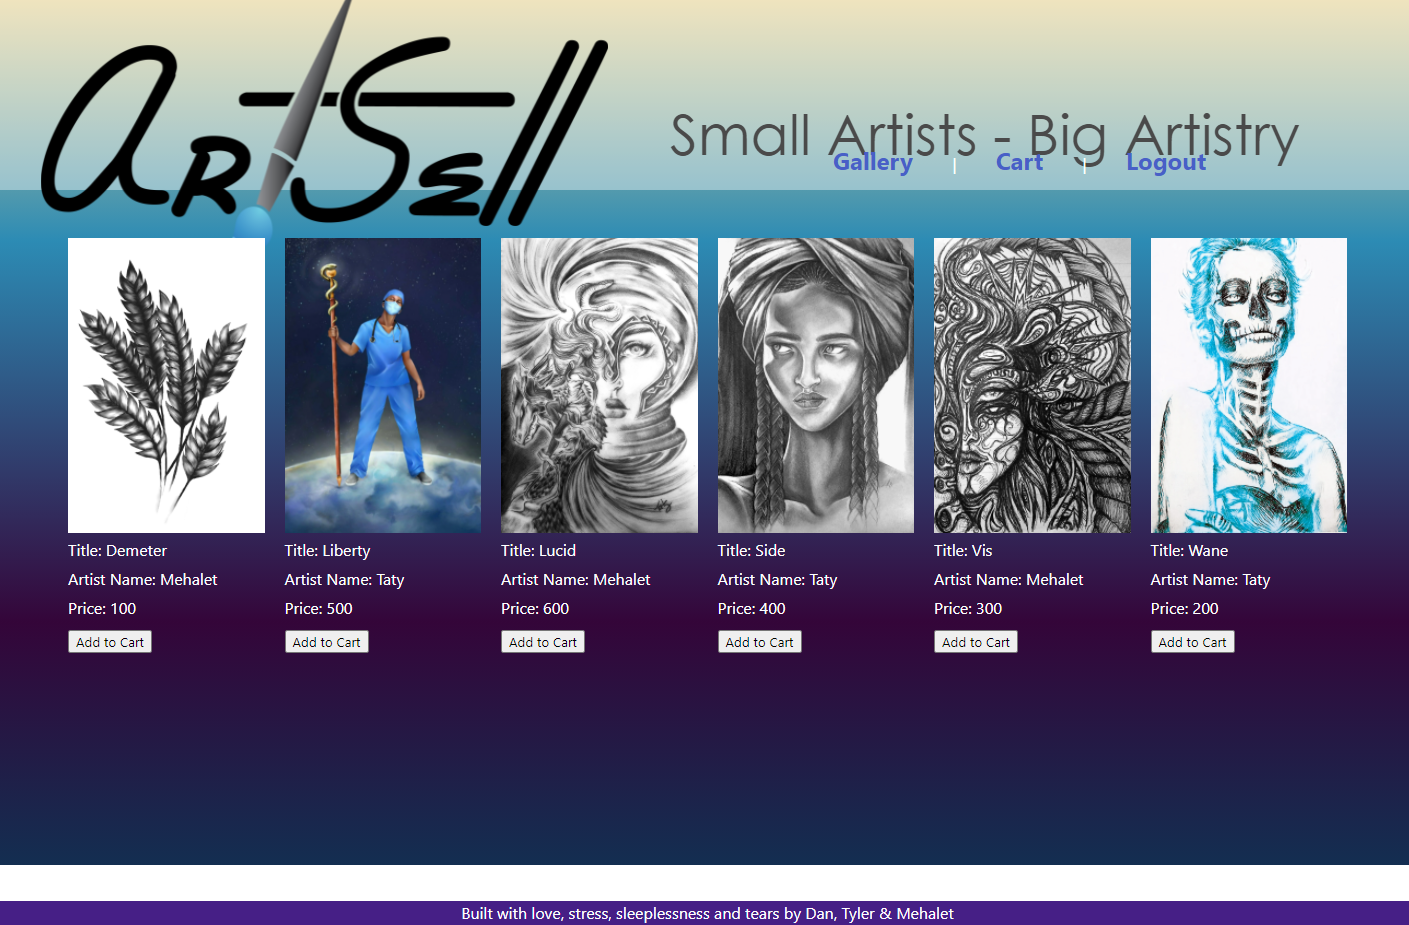 ArtSell
Small Artists - Big Artistry
Gallery | Cart | Logout
Title: Demeter
Artist Name: Mehalet
Price: 100
Add to Cart
Title: Liberty
Artist Name: Taty
Price: 500
Add to Cart
Title: Lucid
Artist Name: Mehalet
Price: 600
Add to Cart
Title: Side
Artist Name: Taty
Price: 400
Add to Cart
Title: Vis
Artist Name: Mehalet
Price: 300
Add to Cart
Title: Wane
Artist Name: Taty
Price: 200
Add to Cart
Built with love, stress, sleeplessness and tears by Dan, Tyler & Mehalet